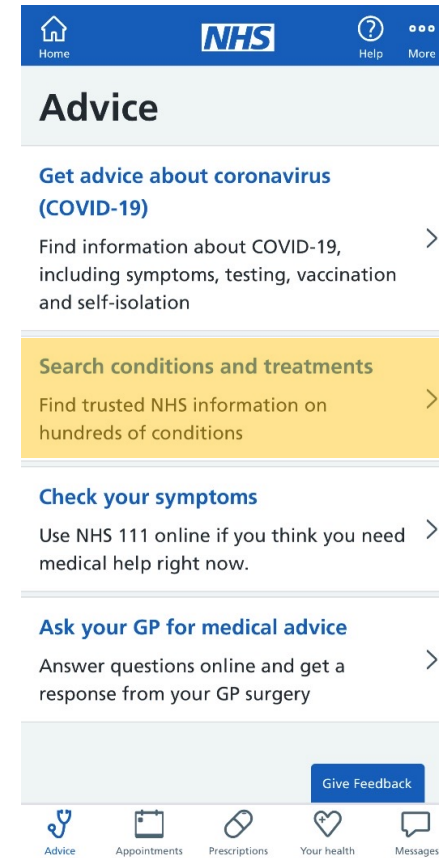 NHS
Home
Help
More
Advice
Get advice about coronavirus
(COVID-19)
Find information about COVID-19,
including symptoms, testing, vaccination
and self-isolation
Search conditions and treatments
Find trusted NHS information on
hundreds of conditions
Check your symptoms
Use NHS 111 online if you think you need
medical help right now.
Ask your GP for medical advice
Answer questions online and get a
response from your GP surgery
Give Feedback
Advice
Appointments
Prescriptions
Your health
Messages